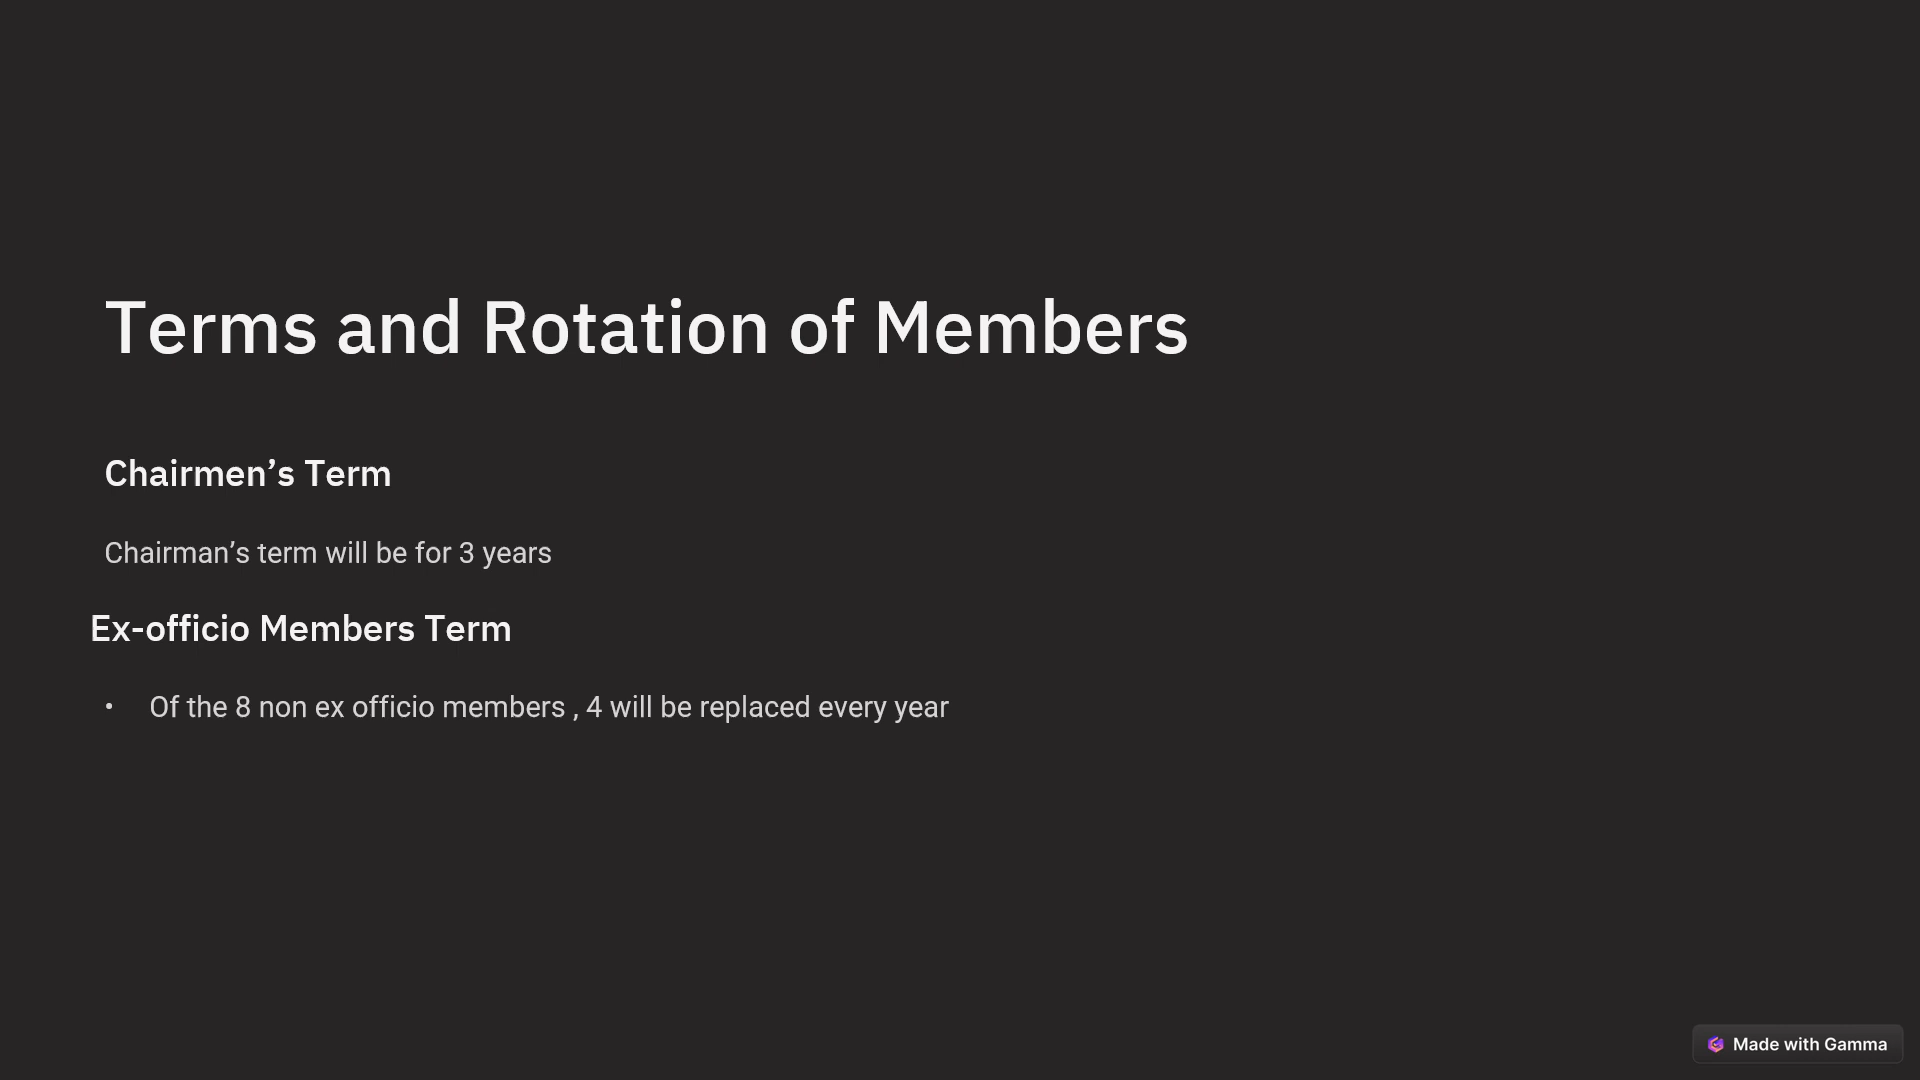 Terms and Rotation of Members
Chairmen’s Term
Chairman’s term will be for 3 years
Ex-officio Members Term
• Of the 8 non ex officio members , 4 will be replaced every year
Made with Gamma